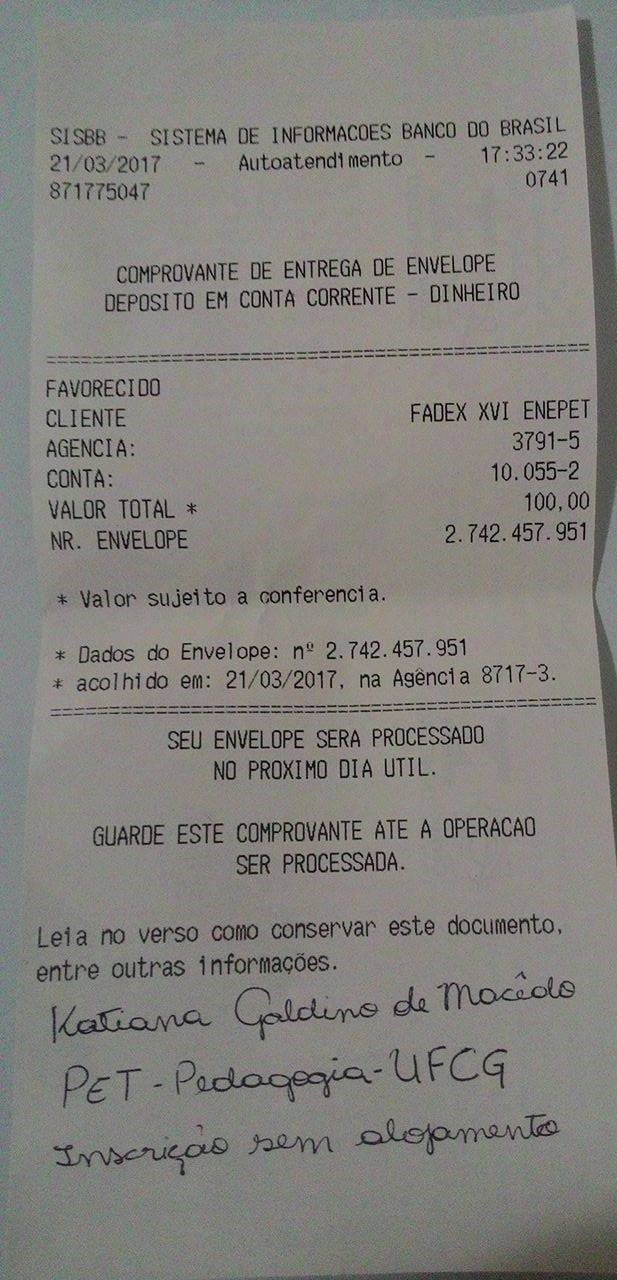 SISBB - SISTEMA DE INFORMACOES BANCO DO BRASIL
21/03/2017 - Autoatendimento - 17:33:22
871775047 0741
COMPROVANTE DE ENTREGA DE ENVELOPE
DEPOSITO EM CONTA CORRENTE - DINHEIRO
================================================
FAVORECIDO
CLIENTE FADEX XVI ENEPET
AGENCIA: 3791-5
CONTA: 10.055-2
VALOR TOTAL * 100,00
NR. ENVELOPE 2.742.457.951
* Valor sujeito a conferencia.
* Dados do Envelope: nº 2.742.457.951
* acolhido em: 21/03/2017, na Agência 8717-3.
================================================
SEU ENVELOPE SERA PROCESSADO
NO PROXIMO DIA UTIL.
GUARDE ESTE COMPROVANTE ATE A OPERACAO
SER PROCESSADA.
Leia no verso como conservar este documento,
entre outras informações.
Katiana Galdino de Macêdo
PET - Pedagogia - UFCG
Inscrição sem alojamento